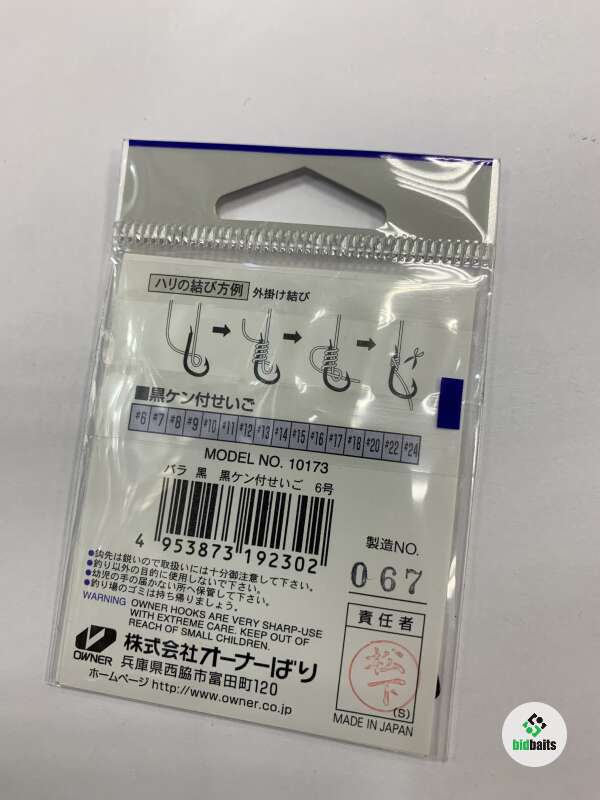 ハリの結び方例 外掛け結び
■黒ケン付せいご
#6 #7 #8 #9 #10 #11 #12 #13 #14 #15 #16 #17 #18 #20 #22 #24
MODEL NO. 10173
バラ 黒 黒ケン付せいご 6号
4 953873 192302
製造NO.
067
●鈎先は鋭いので取扱いには十分御注意して下さい。
●釣り以外の目的に使用しないで下さい。
●幼児の手の届かない所へ保管して下さい。
●釣り場のゴミは持ち帰りましょう。
WARNING OWNER HOOKS ARE VERY SHARP-USE
WITH EXTREME CARE. KEEP OUT OF
REACH OF SMALL CHILDREN.
責任者
松下
(S)
OWNER 株式会社オーナーばり
兵庫県西脇市富田町120
ホームページ http://www.owner.co.jp
MADE IN JAPAN
bidbaits